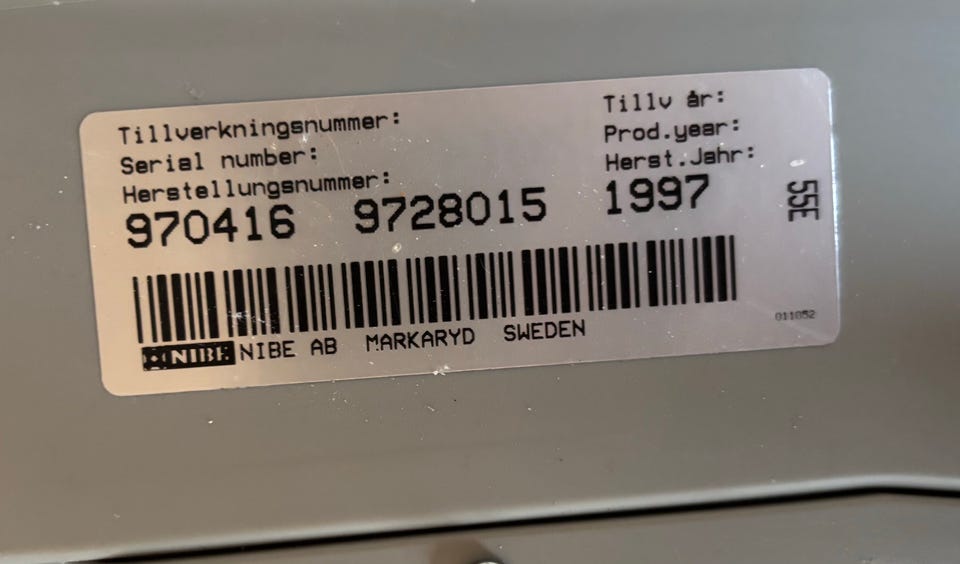 Tillverkningsnummer:
Serial number:
Herstellungsnummer:
970416 9728015
Tillv år:
Prod.year:
Herst.Jahr:
1997
55E
011052
NIBE NIBE AB MARKARYD SWEDEN